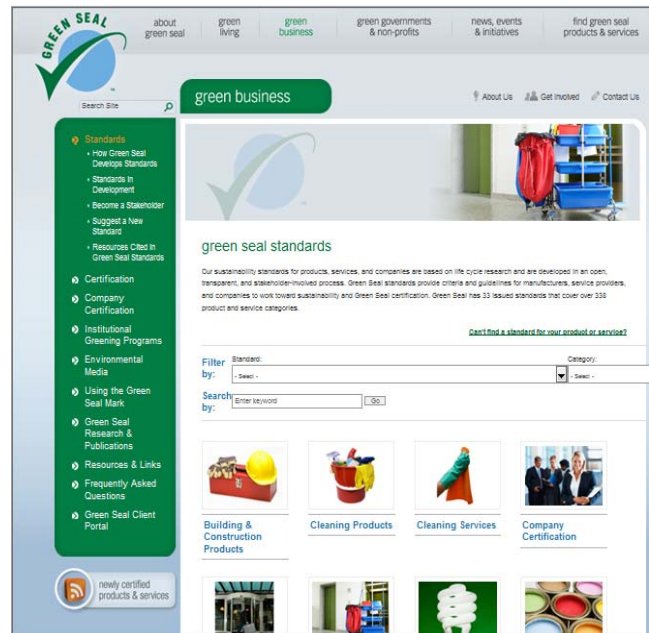 GREEN SEAL
about
green seal
green
living
green
business
green governments
& non-profits
news, events
& initiatives
find green seal
products & services
Search Site
green business
About Us
Get Involved
Contact Us
Standards
How Green Seal
Develops Standards
Standards In
Development
Become a Stakeholder
Suggest a New
Standard
Resources Cited In
Green Seal Standards
Certification
Company
Certification
Institutional
Greening Programs
Environmental
Media
Using the Green
Seal Mark
Green Seal
Research &
Publications
Resources & Links
Frequently Asked
Questions
Green Seal Client
Portal
newly certified
products & services
green seal standards
Our sustainability standards for products, services, and companies are based on life cycle research and are developed in an open,
transparent, and stakeholder-involved process. Green Seal standards provide criteria and guidelines for manufacturers, service providers,
and companies to work toward sustainability and Green Seal certification. Green Seal has 33 issued standards that cover over 338
product and service categories.
Can't find a standard for your product or service?
Filter
by:
Standard:
- Select -
Category:
- Select -
Search
by:
Enter keyword
Go
Building &
Construction
Products
Cleaning Products
Cleaning Services
Company
Certification